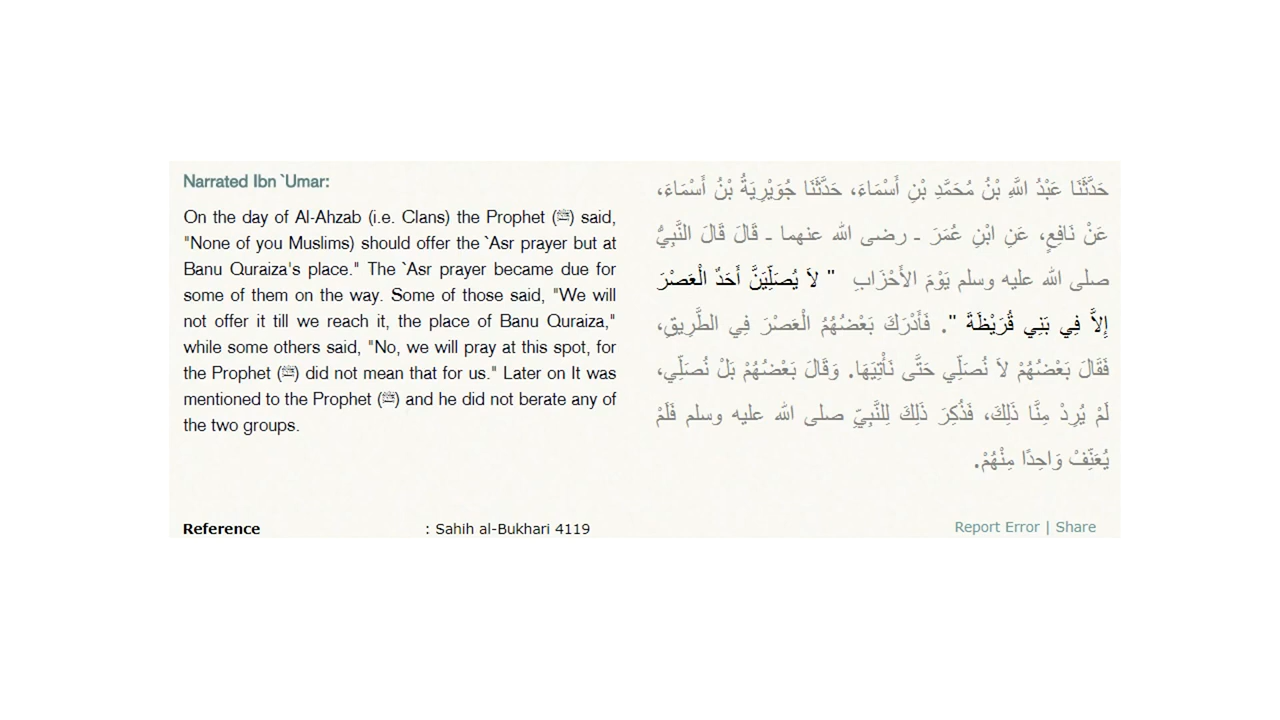 Narrated Ibn `Umar:
On the day of Al-Ahzab (i.e. Clans) the Prophet (ﷺ) said,
"None of you Muslims) should offer the `Asr prayer but at
Banu Quraiza's place." The `Asr prayer became due for
some of them on the way. Some of those said, "We will
not offer it till we reach it, the place of Banu Quraiza,"
while some others said, "No, we will pray at this spot, for
the Prophet (ﷺ) did not mean that for us." Later on It was
mentioned to the Prophet (ﷺ) and he did not berate any of
the two groups.
حَدَّثَنَا عَبْدُ اللَّهِ بْنُ مُحَمَّدِ بْنِ أَسْمَاءَ، حَدَّثَنَا جُوَيْرِيَةُ بْنُ أَسْمَاءَ،
عَنْ نَافِعٍ، عَنِ ابْنِ عُمَرَ ـ رضى الله عنهما ـ قَالَ قَالَ النَّبِيُّ
صلى الله عليه وسلم يَوْمَ الأَحْزَابِ " لاَ يُصَلِّيَنَّ أَحَدٌ الْعَصْرَ
إِلاَّ فِي بَنِي قُرَيْظَةَ ". فَأَدْرَكَ بَعْضُهُمُ الْعَصْرَ فِي الطَّرِيقِ،
فَقَالَ بَعْضُهُمْ لاَ نُصَلِّي حَتَّى نَأْتِيَهَا. وَقَالَ بَعْضُهُمْ بَلْ نُصَلِّي،
لَمْ يُرِدْ مِنَّا ذَلِكَ، فَذُكِرَ ذَلِكَ لِلنَّبِيِّ صلى الله عليه وسلم فَلَمْ
يُعَنِّفْ وَاحِدًا مِنْهُمْ.
Reference : Sahih al-Bukhari 4119
Report Error | Share